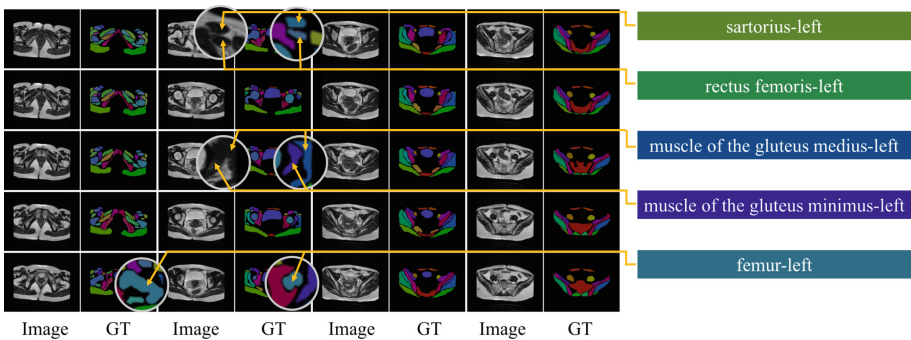 sartorius-left
rectus femoris-left
muscle of the gluteus medius-left
muscle of the gluteus minimus-left
femur-left
Image GT Image GT Image GT Image GT